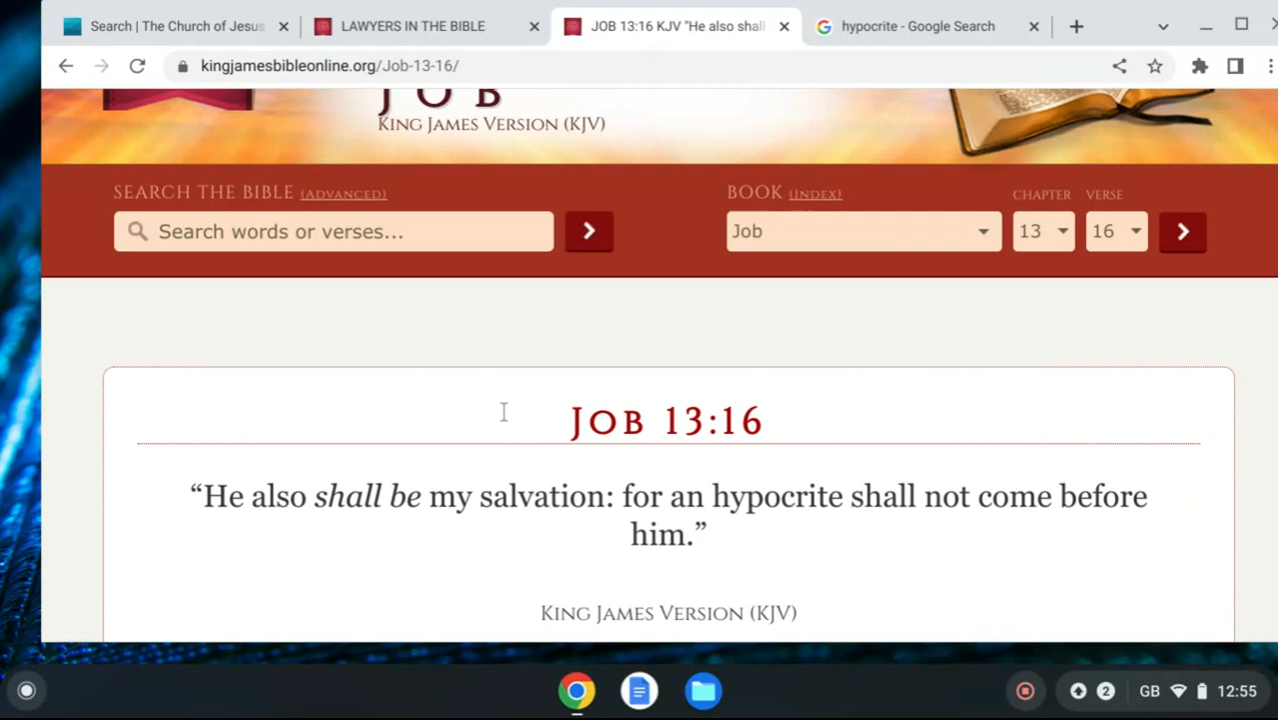 Search | The Church of Jesus
LAWYERS IN THE BIBLE
JOB 13:16 KJV "He also shall
hypocrite - Google Search
kingjamesbibleonline.org/Job-13-16/
JOB
KING JAMES VERSION (KJV)
SEARCH THE BIBLE (ADVANCED)
BOOK (INDEX)
CHAPTER
VERSE
Search words or verses...
Job
13
16
JOB 13:16
“He also shall be my salvation: for an hypocrite shall not come before
him.”
KING JAMES VERSION (KJV)
2
GB
12:55